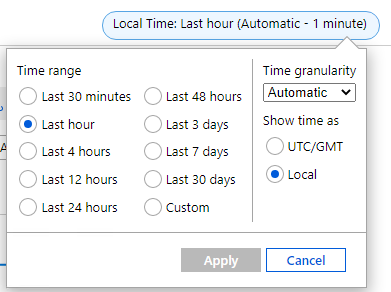 Local Time: Last hour (Automatic - 1 minute)
Time range
Last 30 minutes
Last hour
Last 4 hours
Last 12 hours
Last 24 hours
Last 48 hours
Last 3 days
Last 7 days
Last 30 days
Custom
Time granularity
Automatic
Show time as
UTC/GMT
Local
Apply
Cancel